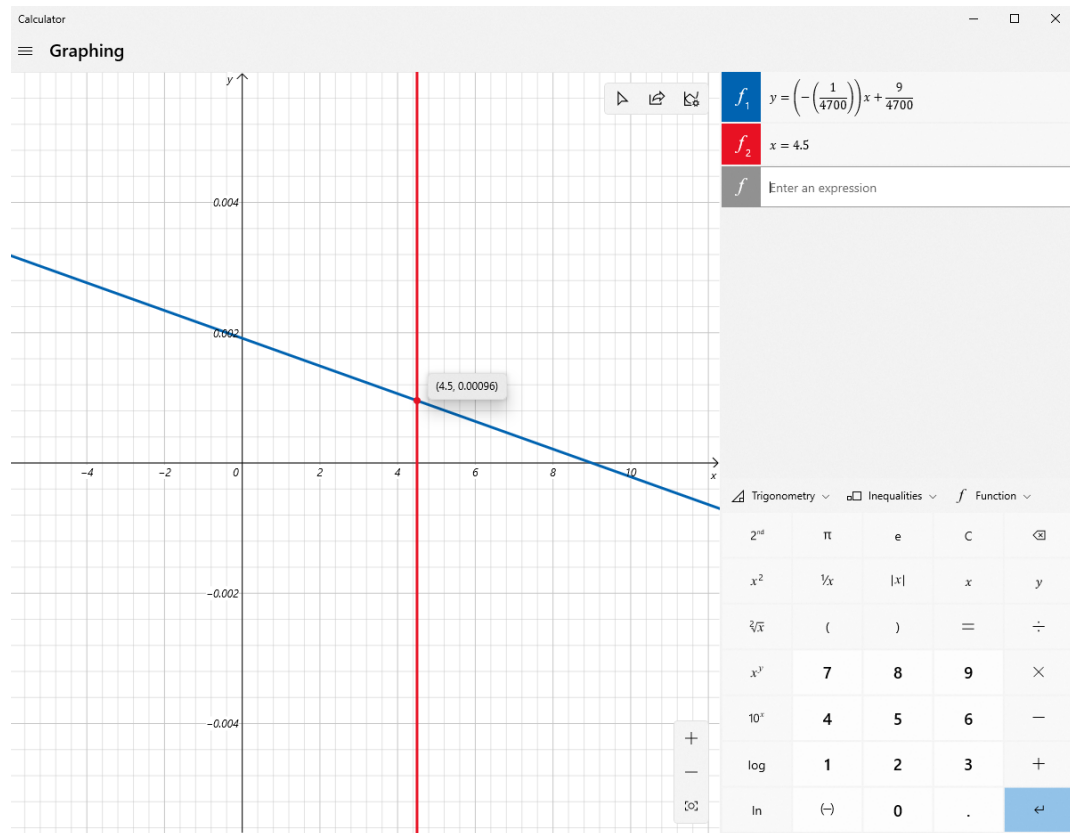 Calculator
Graphing
y
0.004
0.002
(4.5, 0.00096)
−4 −2 0 2 4 6 8 10 x
−0.002
−0.004
f1 y = (−(1/4700))x + 9/4700
f2 x = 4.5
f Enter an expression
Trigonometry Inequalities f Function
2nd π e C
x² ¹⁄x |x| x y
²√x ( ) = ÷
xʸ 7 8 9 ×
10ˣ 4 5 6 −
log 1 2 3 +
ln (−) 0 .